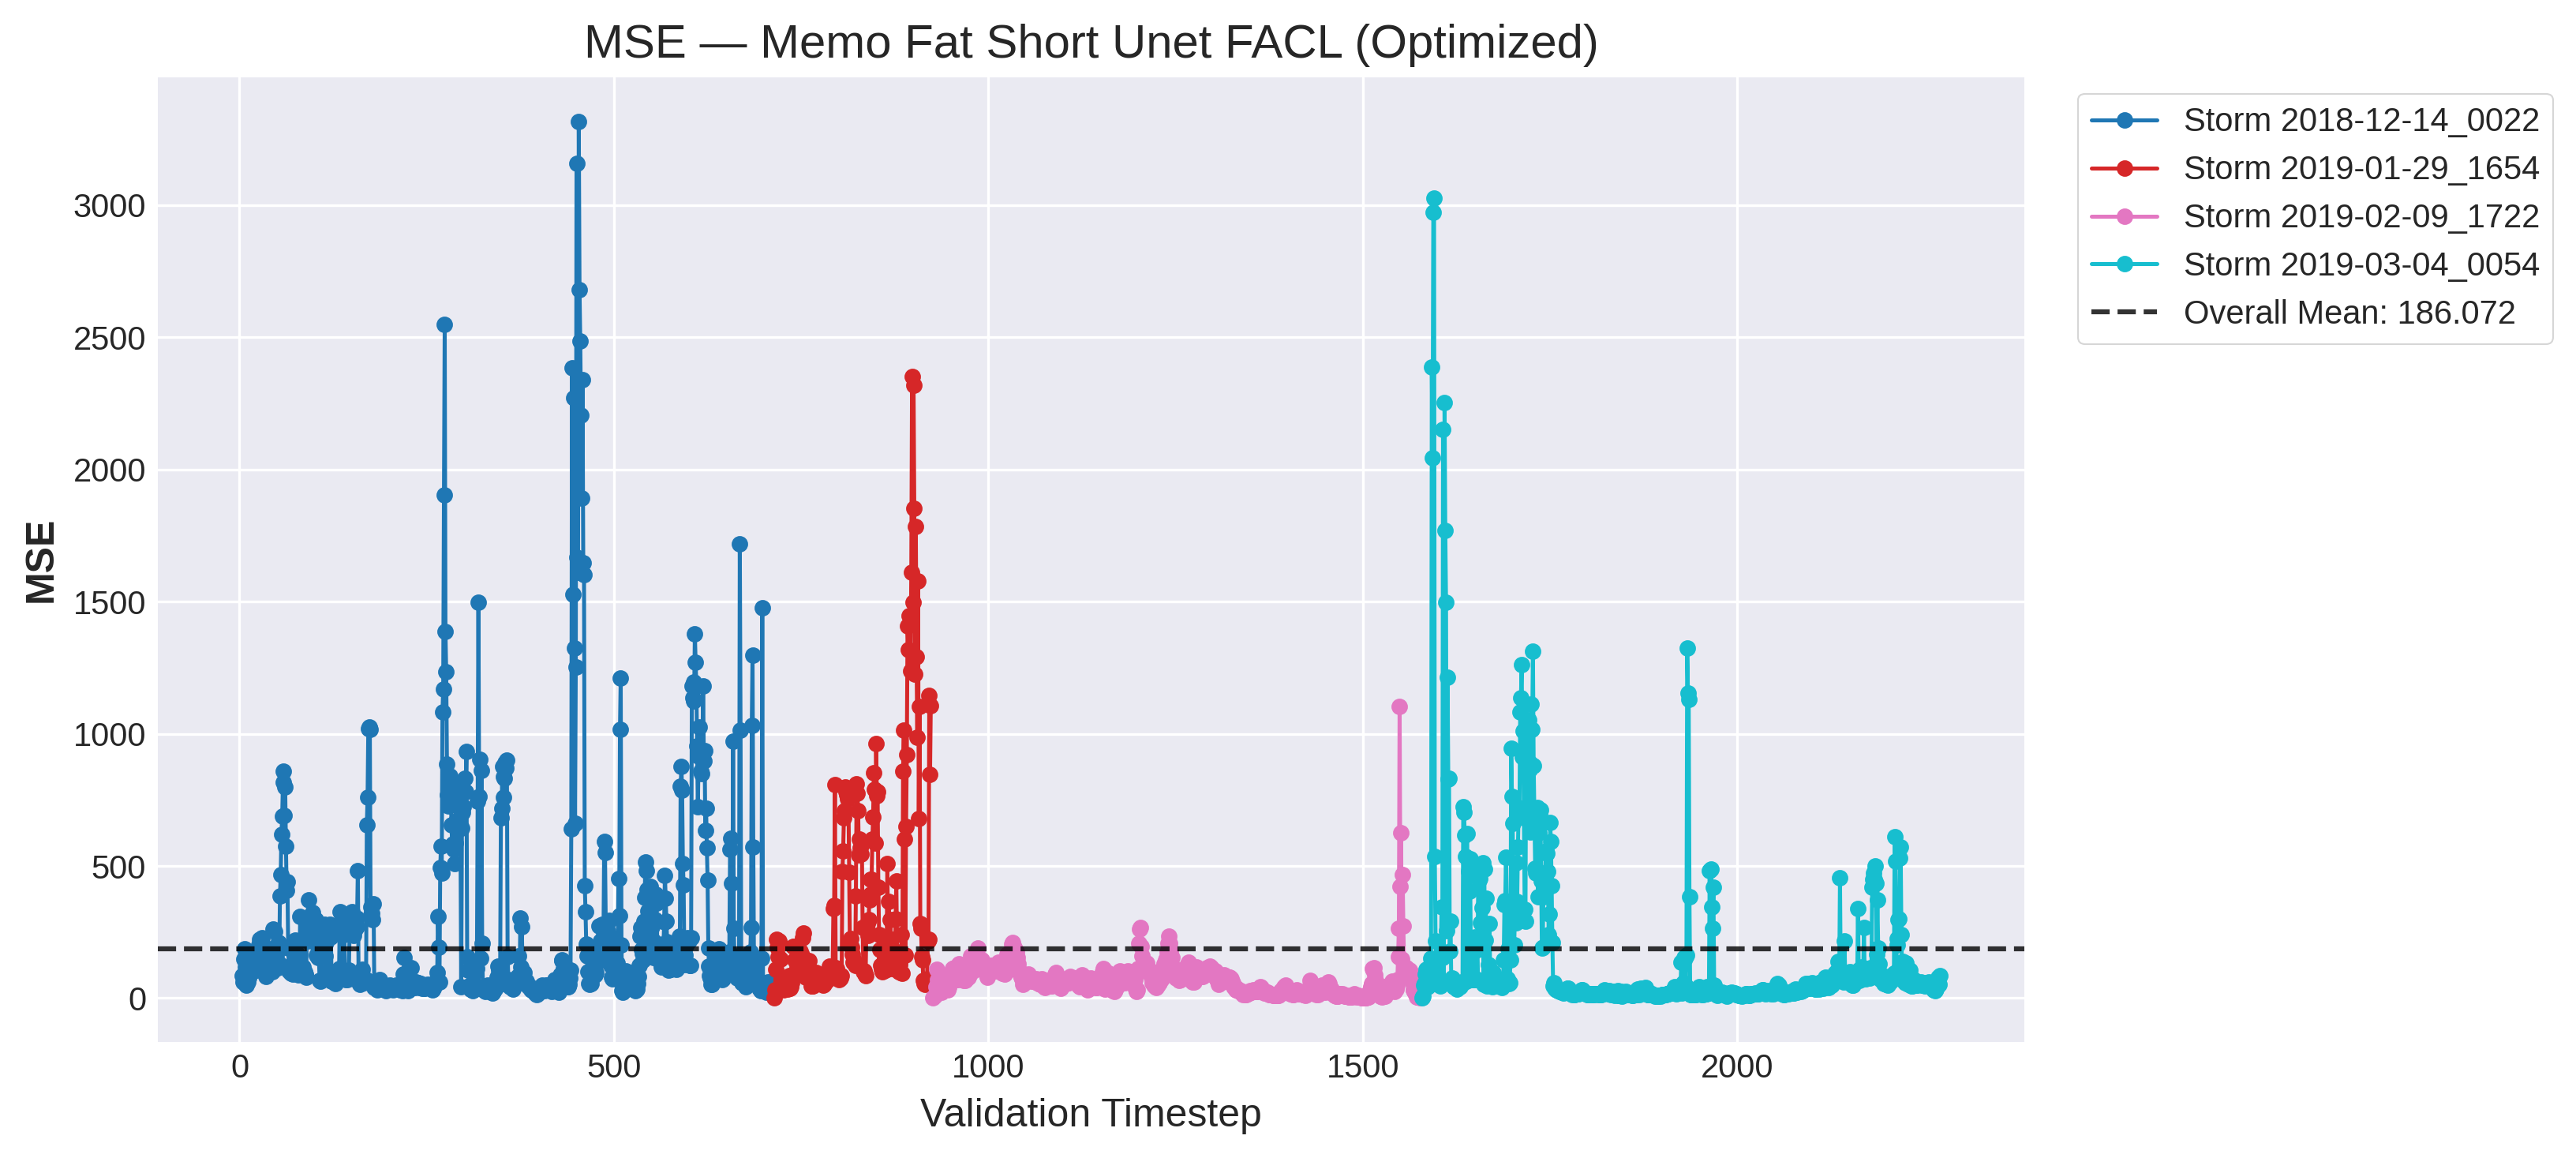 MSE — Memo Fat Short Unet FACL (Optimized)
Storm 2018-12-14_0022
Storm 2019-01-29_1654
Storm 2019-02-09_1722
Storm 2019-03-04_0054
Overall Mean: 186.072
MSE
3000
2500
2000
1500
1000
500
0
0 500 1000 1500 2000
Validation Timestep